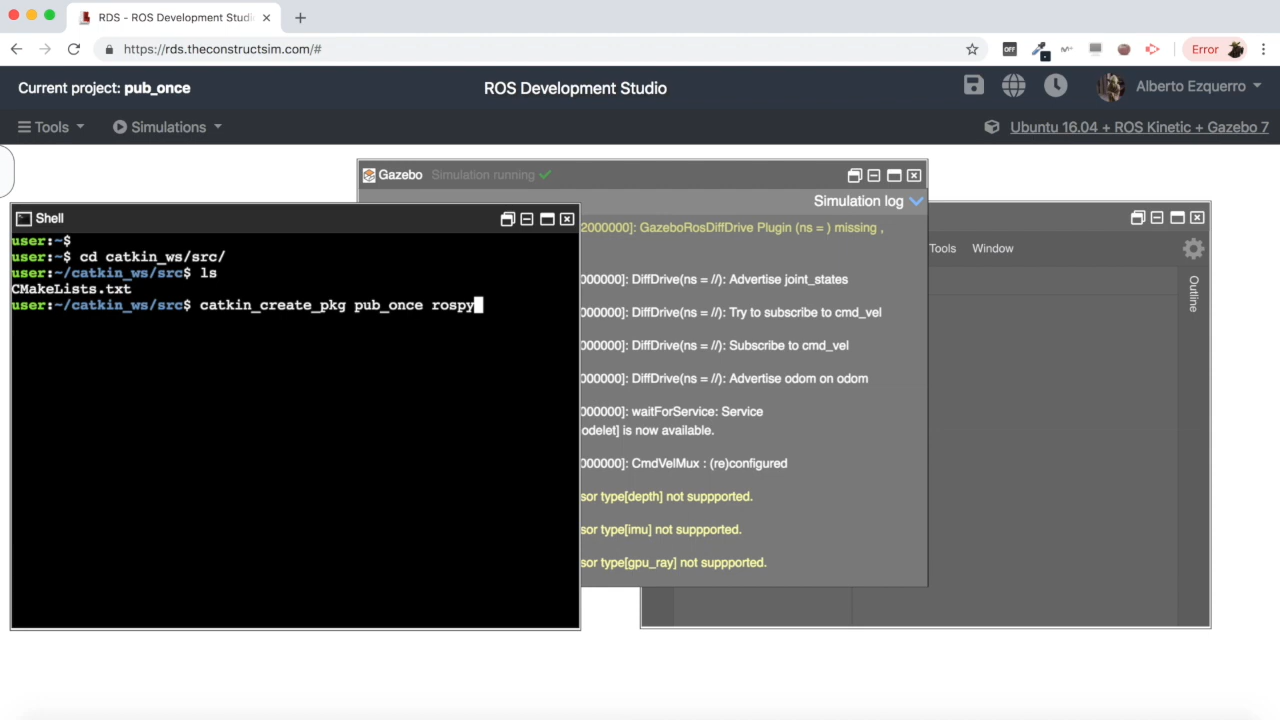 RDS - ROS Development Studi
https://rds.theconstructsim.com/#
OFF
Error
Current project: pub_once
ROS Development Studio
Alberto Ezquerro
Tools
Simulations
Ubuntu 16.04 + ROS Kinetic + Gazebo 7
Gazebo Simulation running
Simulation log
2000000]: GazeboRosDiffDrive Plugin (ns = ) missing ,
000000]: DiffDrive(ns = //): Advertise joint_states
000000]: DiffDrive(ns = //): Try to subscribe to cmd_vel
000000]: DiffDrive(ns = //): Subscribe to cmd_vel
000000]: DiffDrive(ns = //): Advertise odom on odom
000000]: waitForService: Service
odelet] is now available.
000000]: CmdVelMux : (re)configured
sor type[depth] not suppported.
sor type[imu] not suppported.
sor type[gpu_ray] not suppported.
Shell
user:~$
user:~$ cd catkin_ws/src/
user:~/catkin_ws/src$ ls
CMakeLists.txt
user:~/catkin_ws/src$ catkin_create_pkg pub_once rospy
Tools Window
Outline